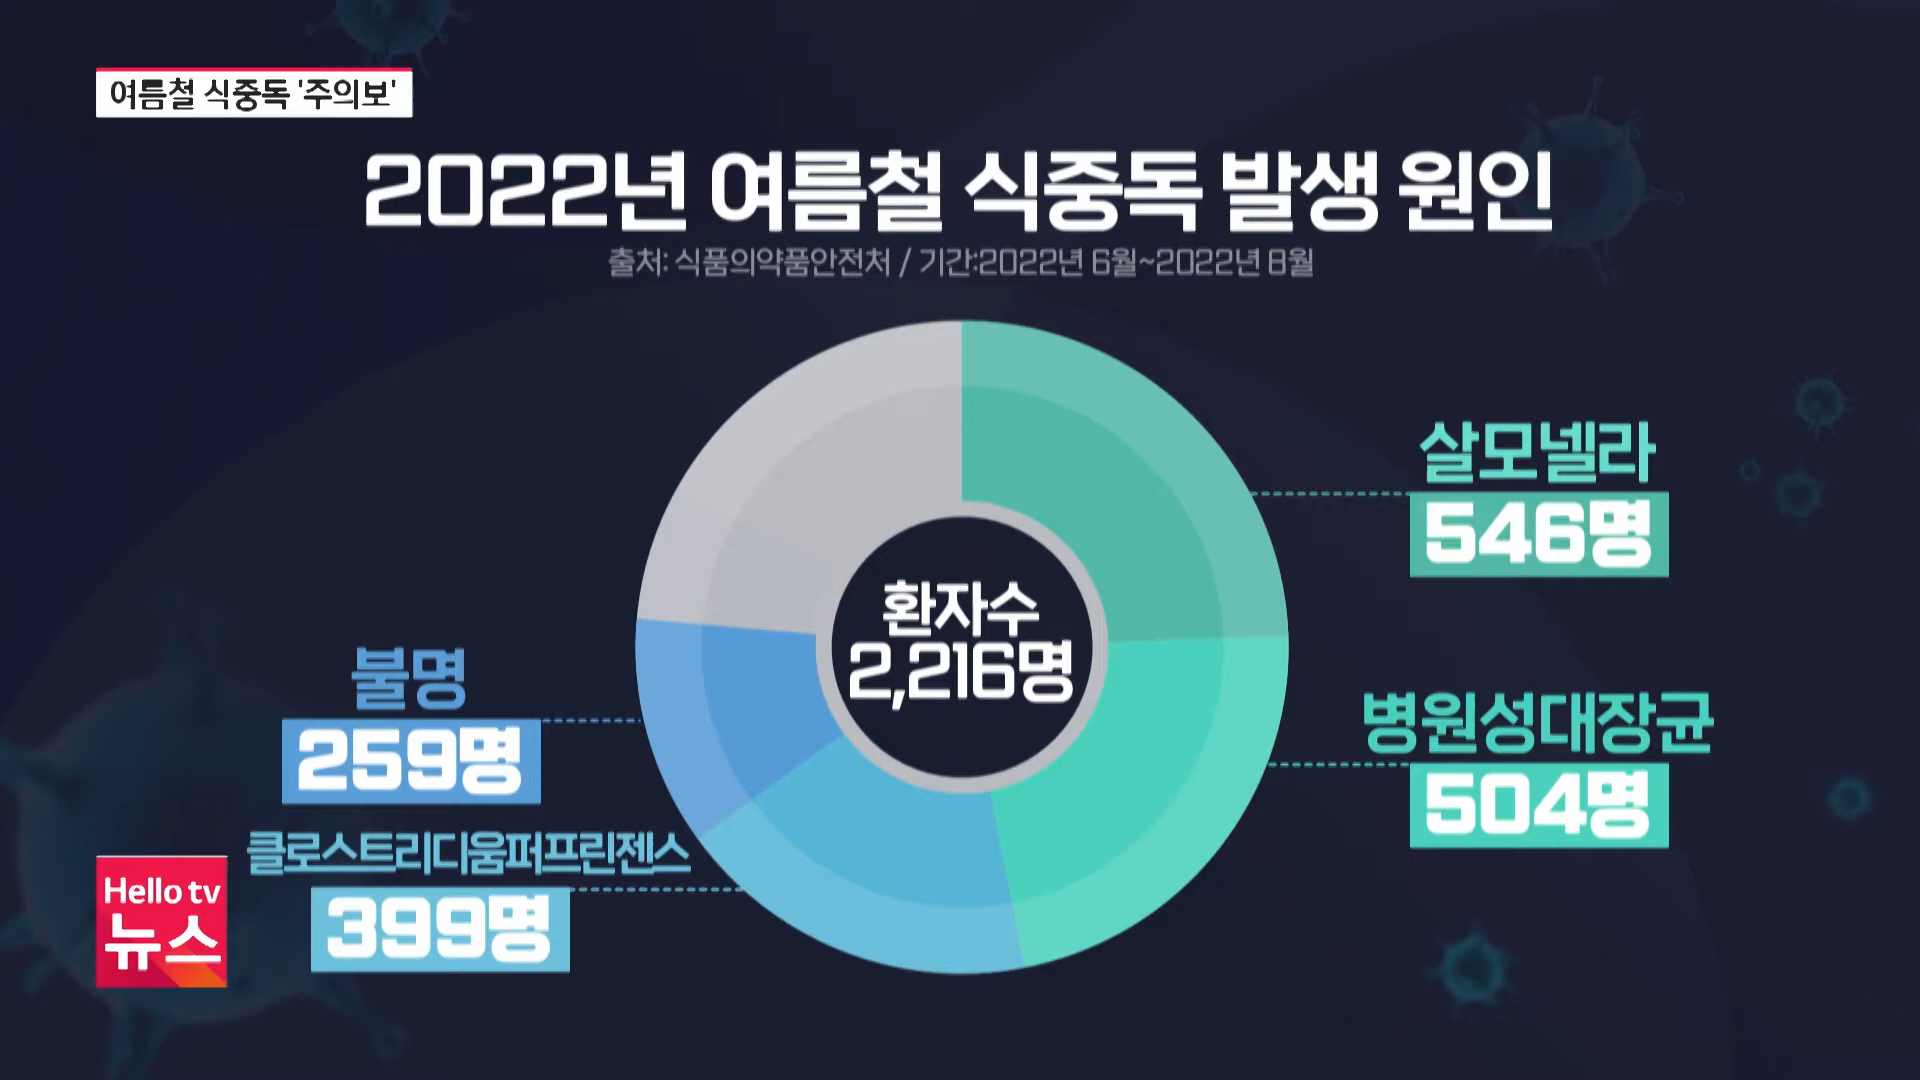 여름철 식중독 '주의보'
2022년 여름철 식중독 발생 원인
출처: 식품의약품안전처 / 기간:2022년 6월~2022년 8월
살모넬라
546명
환자수
2,216명
불명
259명
병원성대장균
504명
클로스트리디움퍼프린젠스
399명
Hello tv
뉴스